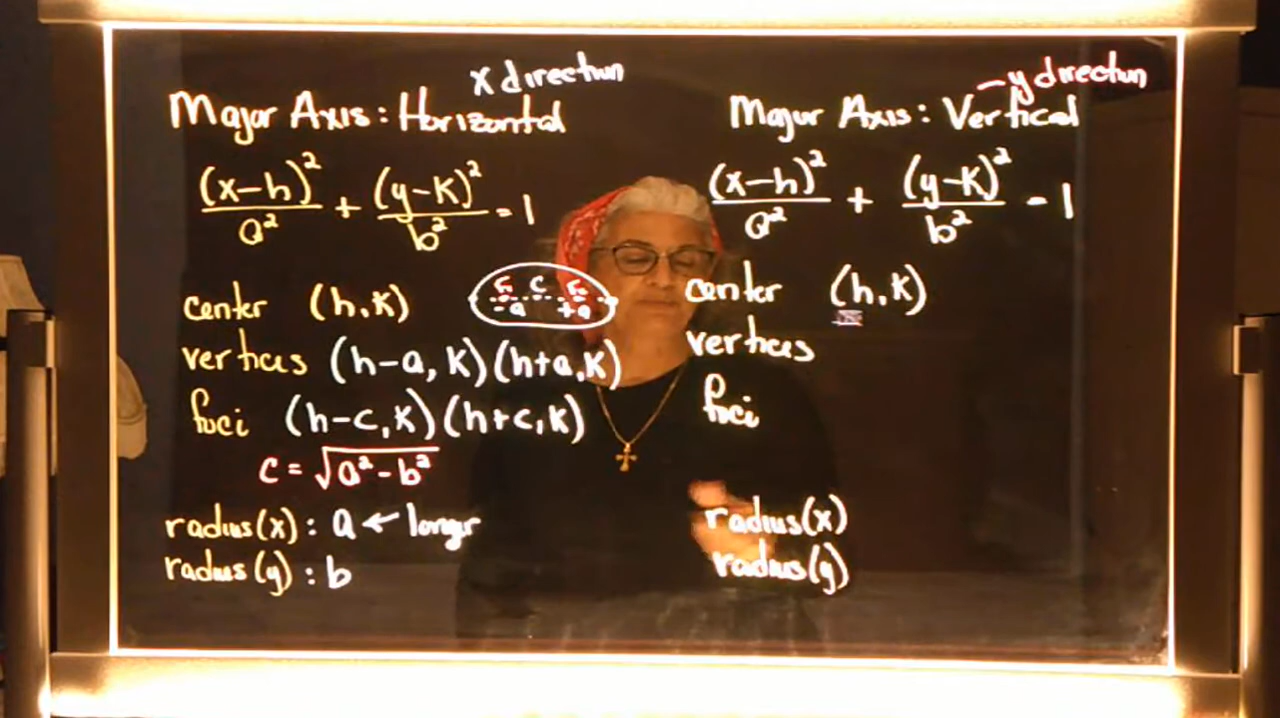 x direction
Major Axis: Horizontal
(x-h)²/a² + (y-k)²/b² = 1
center (h,k)
F C F
-a +a
vertices (h-a, k) (h+a, k)
foci (h-c, k) (h+c, k)
c = √(a²-b²)
radius(x): a ← longer
radius(y): b
-y direction
Major Axis: Vertical
(x-h)²/a² + (y-k)²/b² = 1
center (h,k)
vertices
foci
radius(x)
radius(y)